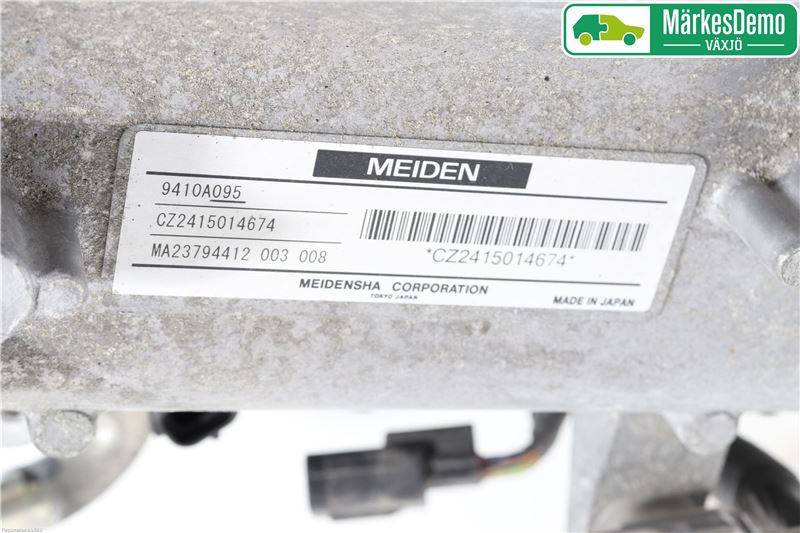 MärkesDemo
VÄXJÖ
MEIDEN
9410A095
CZ2415014674
MA23794412 003 008
*CZ2415014674*
MEIDENSHA CORPORATION
TOKYO JAPAN
MADE IN JAPAN